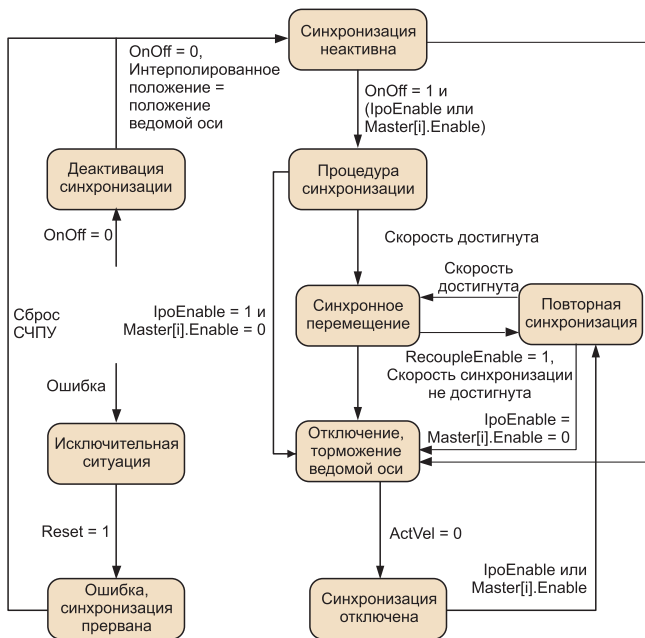 Синхронизация
неактивна
OnOff = 0,
Интерполированное
положение =
положение
ведомой оси
OnOff = 1 и
(IpoEnable или
Master[i].Enable)
Деактивация
синхронизации
Процедура
синхронизации
OnOff = 0
Скорость достигнута
Скорость
достигнута
Сброс
СЧПУ
IpoEnable = 1 и
Master[i].Enable = 0
Синхронное
перемещение
Повторная
синхронизация
RecoupleEnable = 1,
Скорость синхронизации
не достигнута
Ошибка
IpoEnable =
Master[i].Enable = 0
Исключительная
ситуация
Отключение,
торможение
ведомой оси
Reset = 1
ActVel = 0
IpoEnable или
Master[i].Enable
Ошибка,
синхронизация
прервана
Синхронизация
отключена